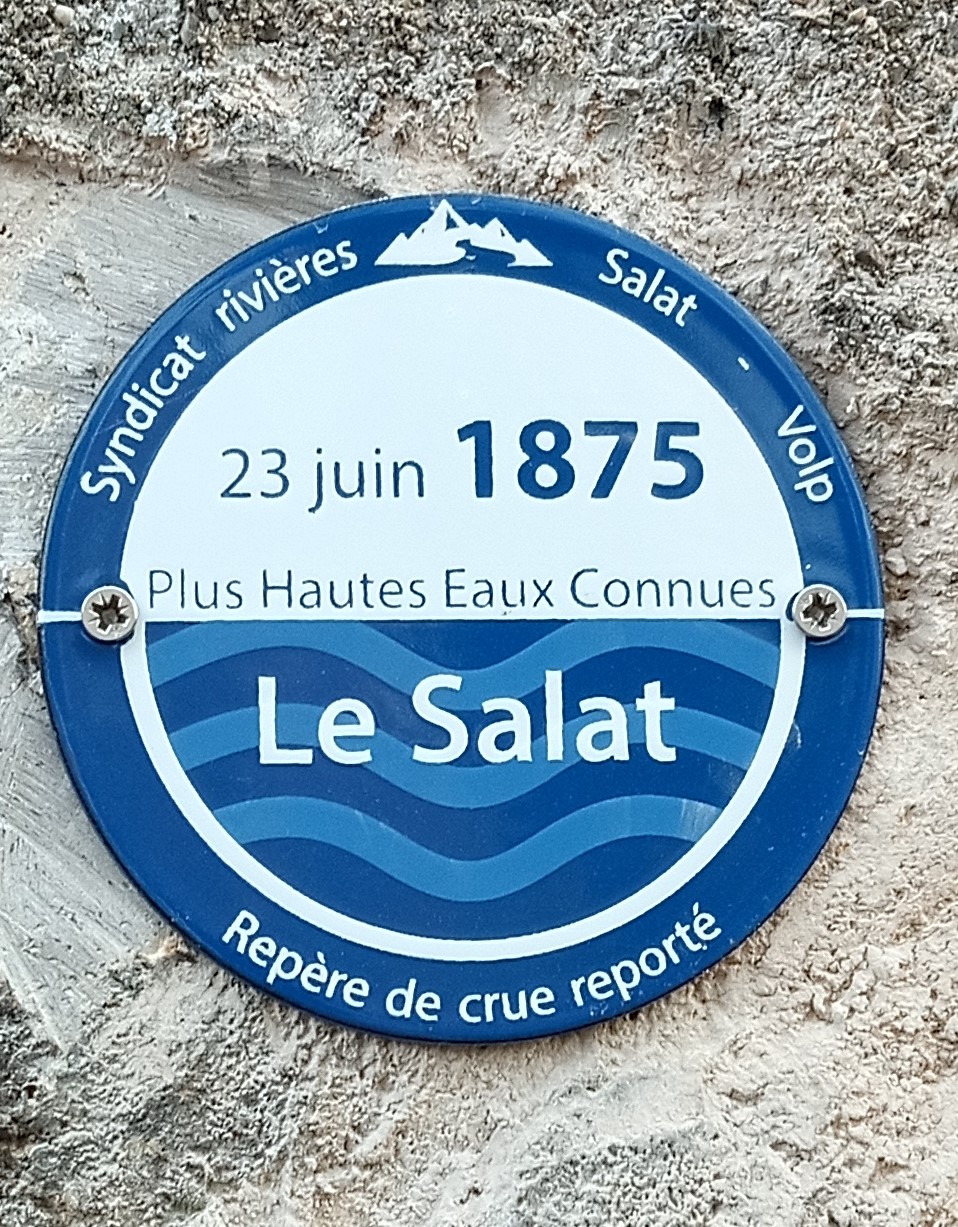 Syndicat rivières Salat - Volp
23 juin 1875
Plus Hautes Eaux Connues
Le Salat
Repère de crue reporté